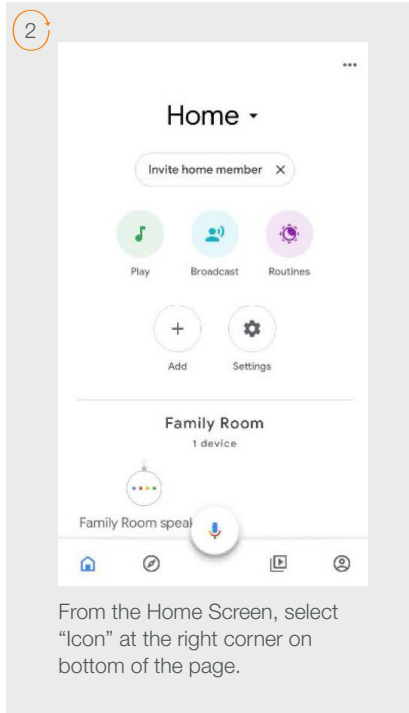 2
Home
Invite home member X
Play Broadcast Routines
Add Settings
Family Room
1 device
Family Room speak
From the Home Screen, select
“Icon” at the right corner on
bottom of the page.